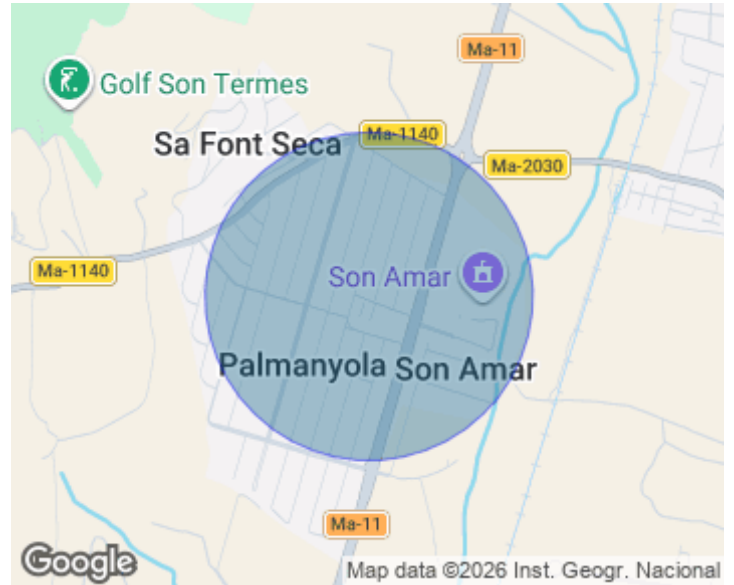 Ma-11
Golf Son Termes
Sa Font Seca
Ma-1140
Ma-2030
Ma-1140
Son Amar
Palmanyola
Son Amar
Ma-11
Google
Map data ©2026 Inst. Geogr. Nacional